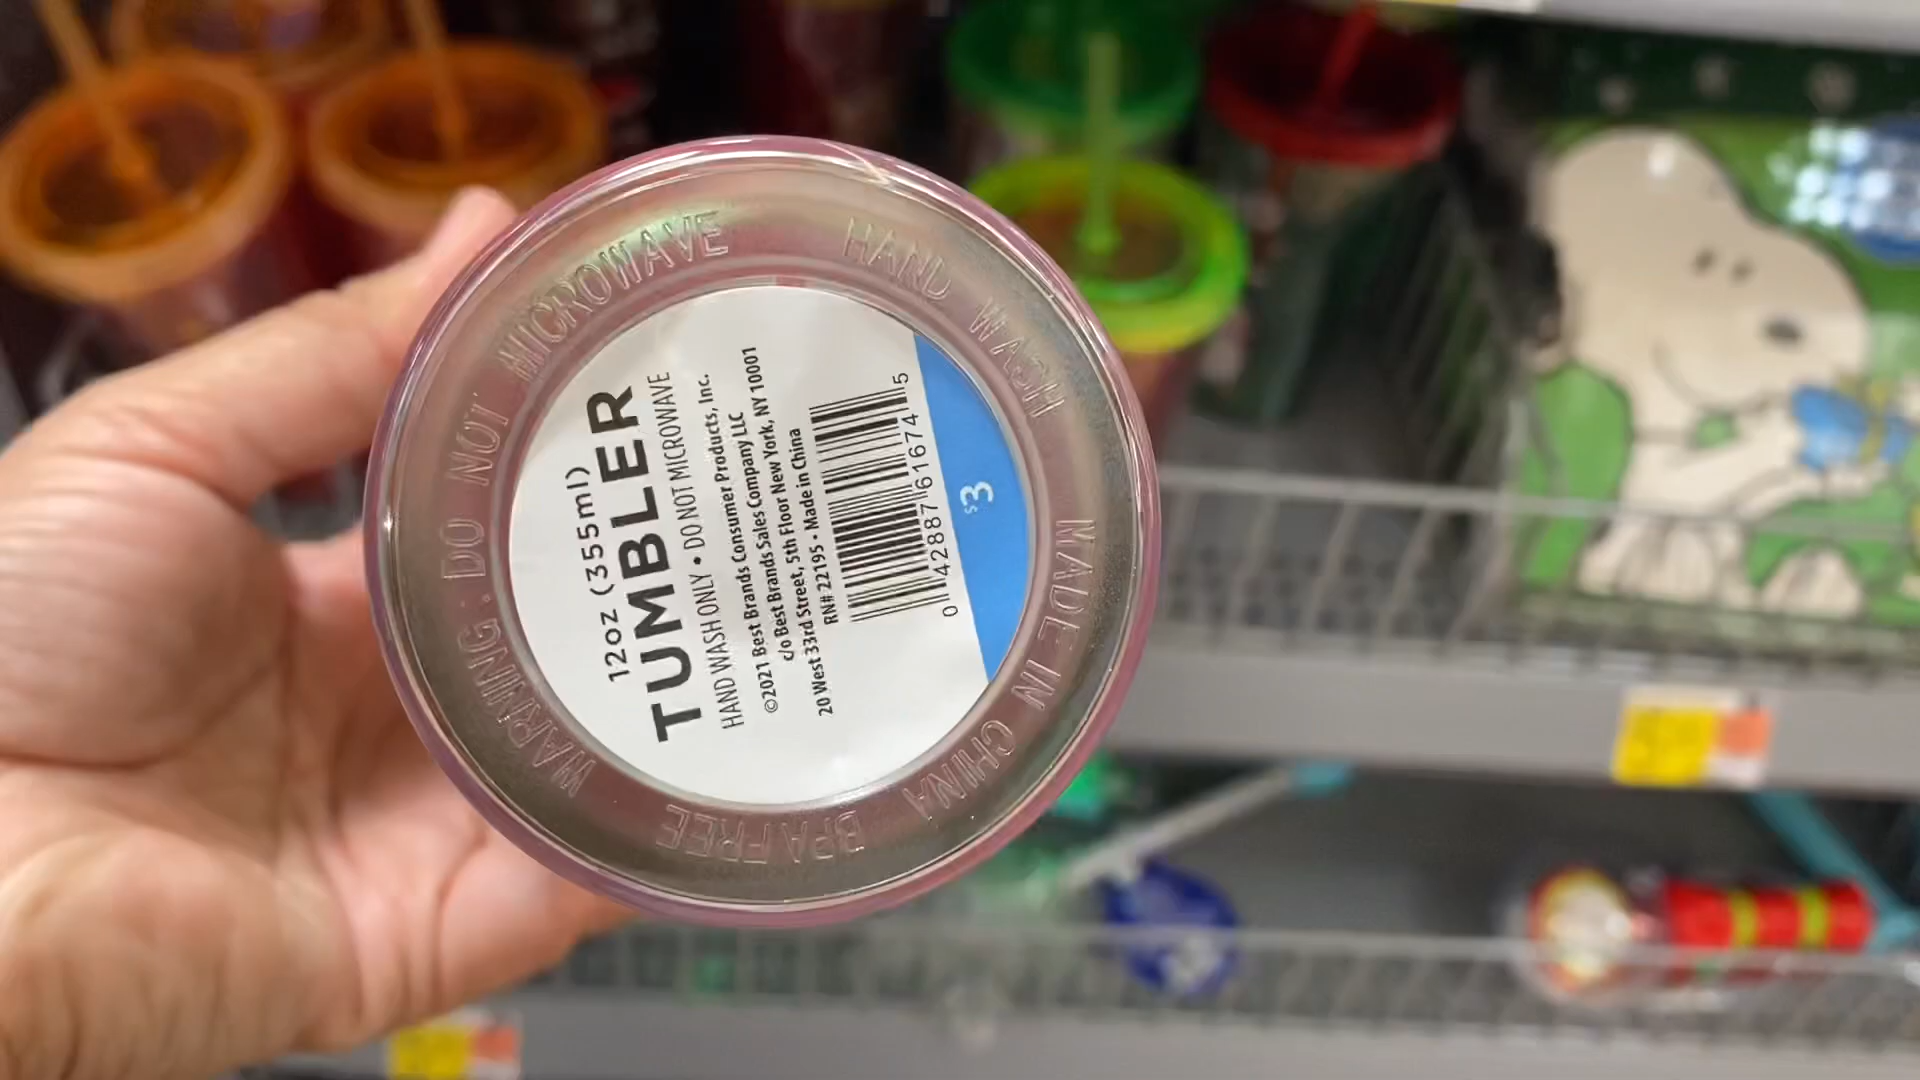 12oz (355ml)
TUMBLER
HAND WASH ONLY • DO NOT MICROWAVE
©2021 Best Brands Consumer Products, Inc.
c/o Best Brands Sales Company LLC
20 West 33rd Street, 5th Floor New York, NY 10001
RN# 22195 • Made in China
0 42887 61674 5
$3
WARNING: DO NOT MICROWAVE
HAND WASH
MADE IN CHINA
BPA FREE